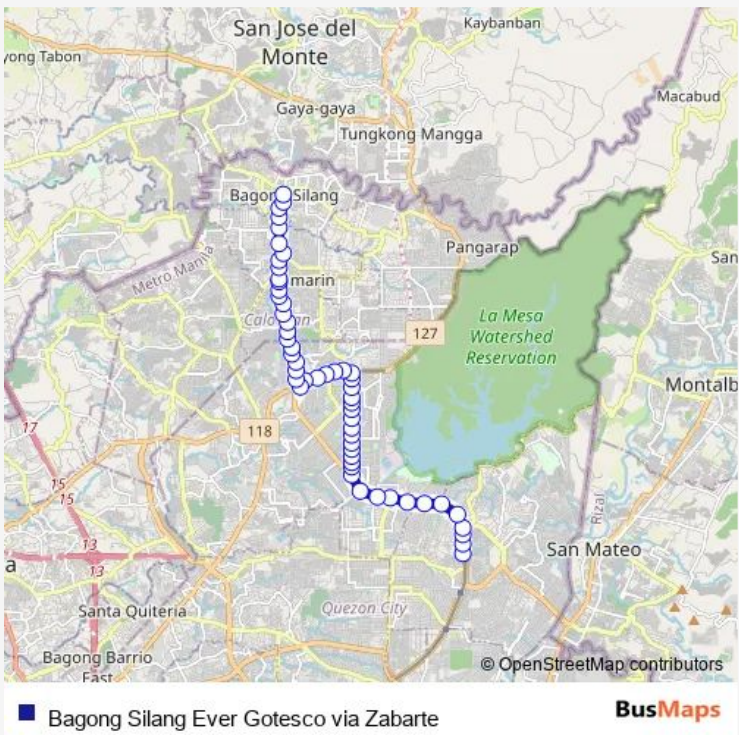 San Jose del
Monte
Kaybanban
yong Tabon
Macabud
Gaya-gaya
Tungkong Mangga
Bagong Silang
Pangarap
San
Metro Manila
marin
La Mesa
Watershed
Reservation
Caloocan
127
Montalb
17
118
15
15
Rizal
13
13
San Mateo
a
Santa Quiteria
Quezon City
Bagong Barrio
East
© OpenStreetMap contributors
Bagong Silang Ever Gotesco via Zabarte
BusMaps